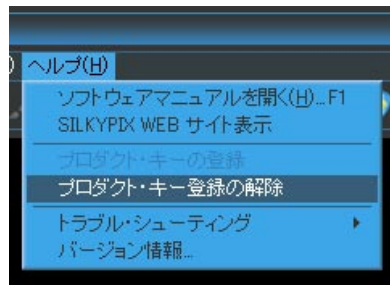 ) ヘルプ(H)
ソフトウェアマニュアルを開く(H)...F1
SILKYPIX WEB サイト表示
プロダクト・キーの登録
プロダクト・キー登録の解除
トラブル・シューティング
バージョン情報...